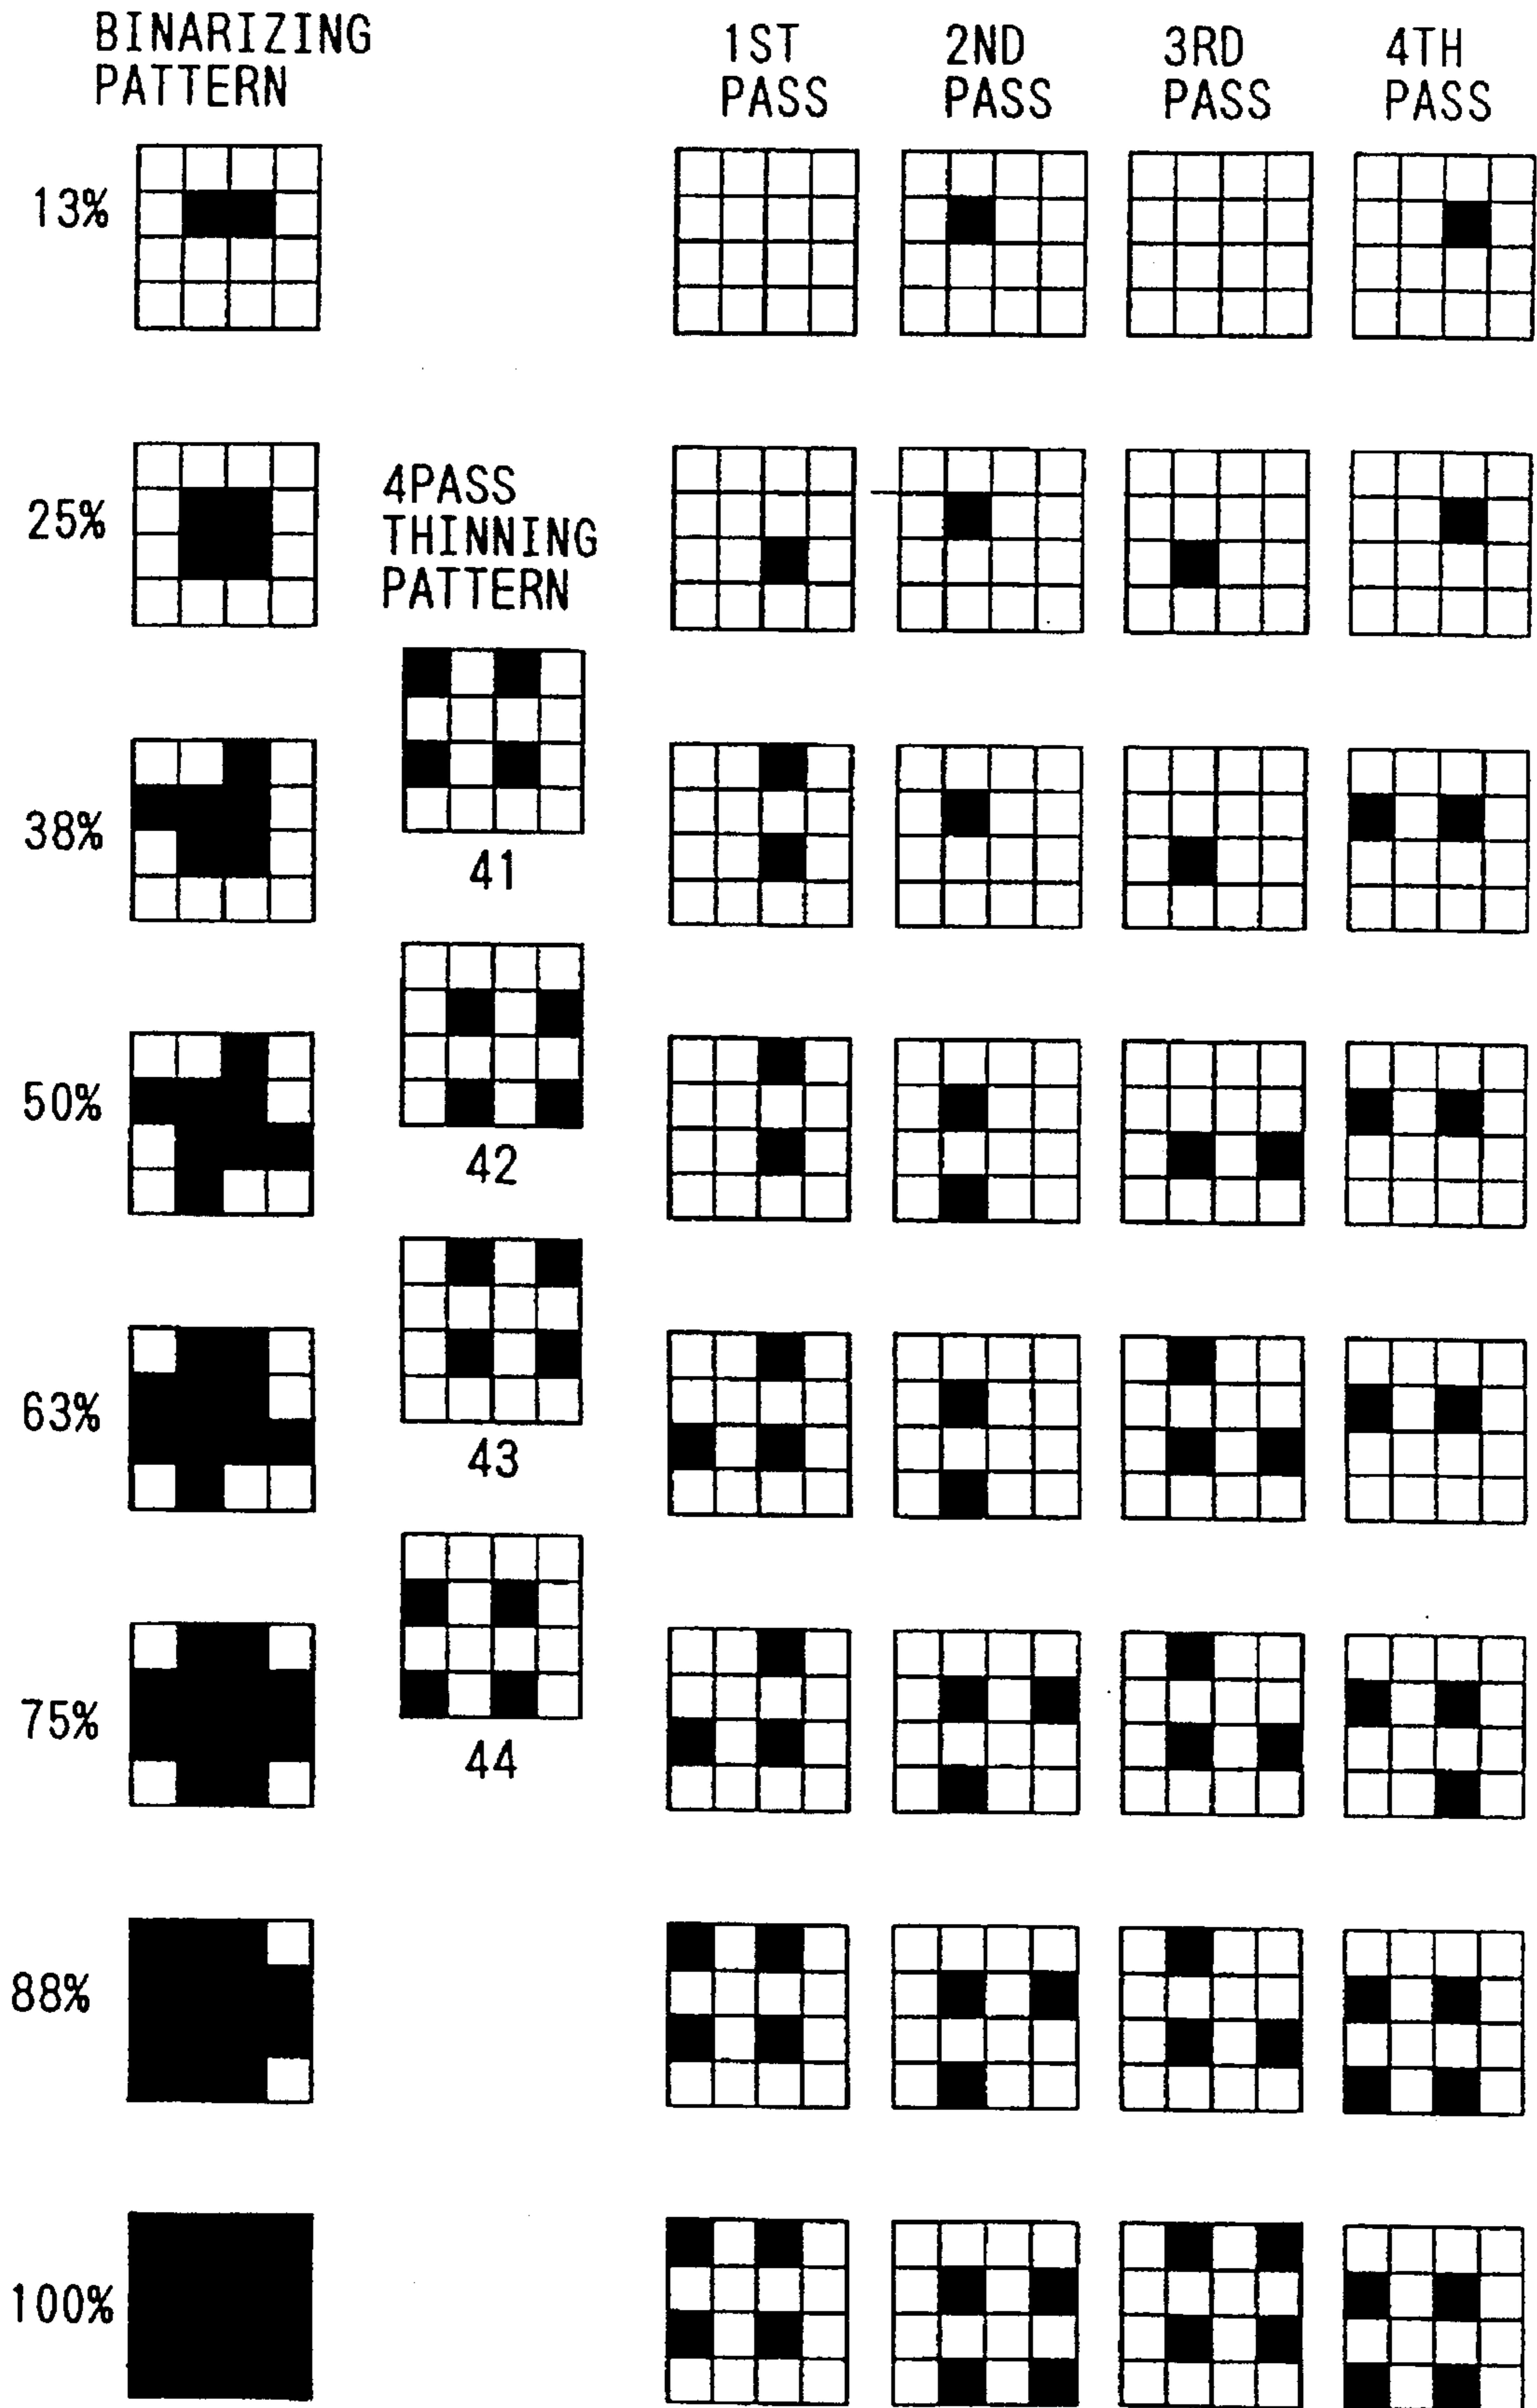 BINARIZING
PATTERN
1ST
PASS
2ND
PASS
3RD
PASS
4TH
PASS
13%
25%
4PASS
THINNING
PATTERN
38%
41
50%
42
63%
43
75%
44
88%
100%